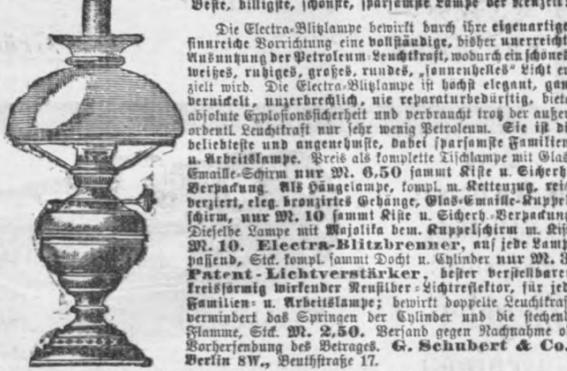 Beste, billigste, schönste, sparsamste Lampe der Neuzeit.
Die Electra-Blitzlampe bewirkt durch ihre eigenartige
sinnreiche Vorrichtung eine vollständige, bisher unerreicht
Ausnutzung der Petroleum-Leuchtkraft, wodurch ein schönes
weißes, ruhiges, großes, rundes, „sonnenhelles“ Licht er
zielt wird. Die Electra-Blitzlampe ist höchst elegant, gan
vernickelt, unzerbrechlich, nie reparaturbedürftig, biete
absolute Explosionssicherheit und verbraucht trotz der außer
ordentl. Leuchtkraft nur sehr wenig Petroleum. Sie ist di
beliebteste und angenehmste, dabei sparsamste Familien
u. Arbeitslampe. Preis als komplette Tischlampe mit Glas
Emaille-Schirm nur M. 6,50 sammt Kiste u. Sicherh
Verpackung. Als Hängelampe, kompl. m. Kettenzug, rei
verziert, eleg. bronzirtes Gehänge, Glas-Emaille-Kuppel
schirm, nur M. 10 sammt Kiste u. Sicherh.-Verpackung
Dieselbe Lampe mit Majolika bem. Kuppelschirm m. Kist
M. 10. Electra-Blitzbrenner, auf jede Lamp
passend, Stck. kompl. sammt Docht u. Cylinder nur M. 3
Patent-Lichtverstärker, bester verstellbare
kreisförmig wirkender Neusilber-Lichtreflektor, für jed
Familien- u. Arbeitslampe; bewirkt doppelte Leuchtkraf
vermindert das Springen der Cylinder und die stechend
Flamme, Stck. M. 2,50. Versand gegen Nachnahme o
Vorhersendung des Betrages. G. Schubert & Co.
Berlin SW., Beuthstraße 17.